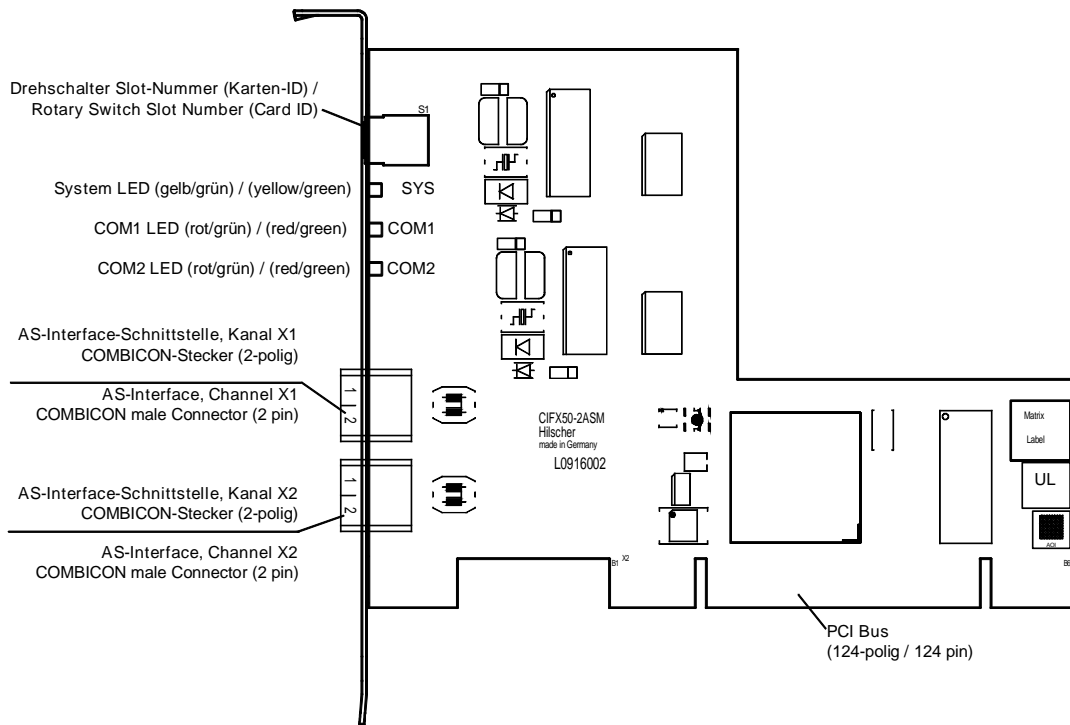 Drehschalter Slot-Nummer (Karten-ID) /
Rotary Switch Slot Number (Card ID)
S1
System LED (gelb/grün) / (yellow/green)
SYS
COM1 LED (rot/grün) / (red/green)
COM1
COM2 LED (rot/grün) / (red/green)
COM2
AS-Interface-Schnittstelle, Kanal X1
COMBICON-Stecker (2-polig)
AS-Interface, Channel X1
COMBICON male Connector (2 pin)
1
2
AS-Interface-Schnittstelle, Kanal X2
COMBICON-Stecker (2-polig)
AS-Interface, Channel X2
COMBICON male Connector (2 pin)
1
2
CIFX50-2ASM
Hilscher
made in Germany
L0916002
Matrix
Label
UL
AOI
B1
X2
PCI Bus
(124-polig / 124 pin)